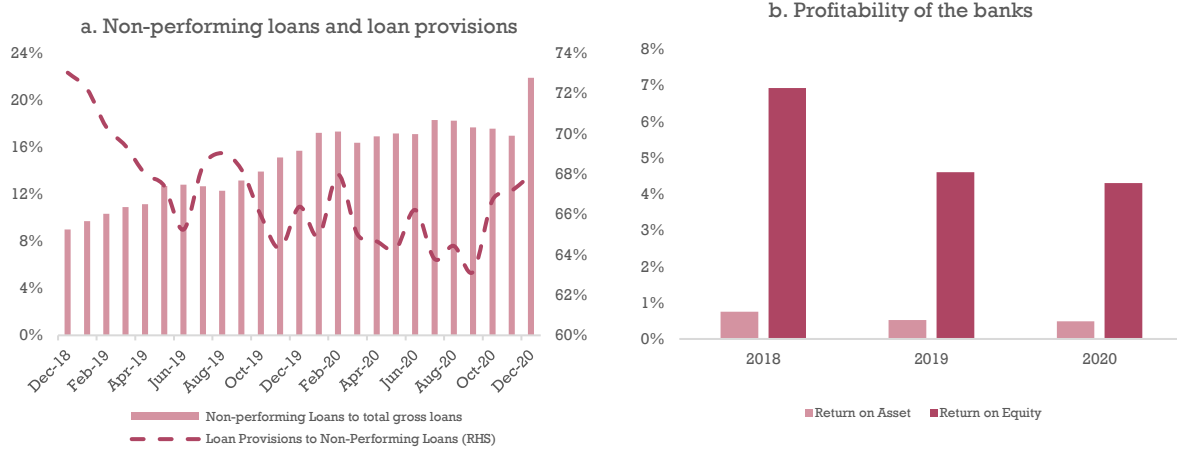 a. Non-performing loans and loan provisions
24%
20%
16%
12%
8%
4%
0%
74%
72%
70%
68%
66%
64%
62%
60%
Dec-18
Feb-19
Apr-19
Jun-19
Aug-19
Oct-19
Dec-19
Feb-20
Apr-20
Jun-20
Aug-20
Oct-20
Dec-20
Non-performing Loans to total gross loans
Loan Provisions to Non-Performing Loans (RHS)
b. Profitability of the banks
8%
7%
6%
5%
4%
3%
2%
1%
0%
2018
2019
2020
Return on Asset
Return on Equity